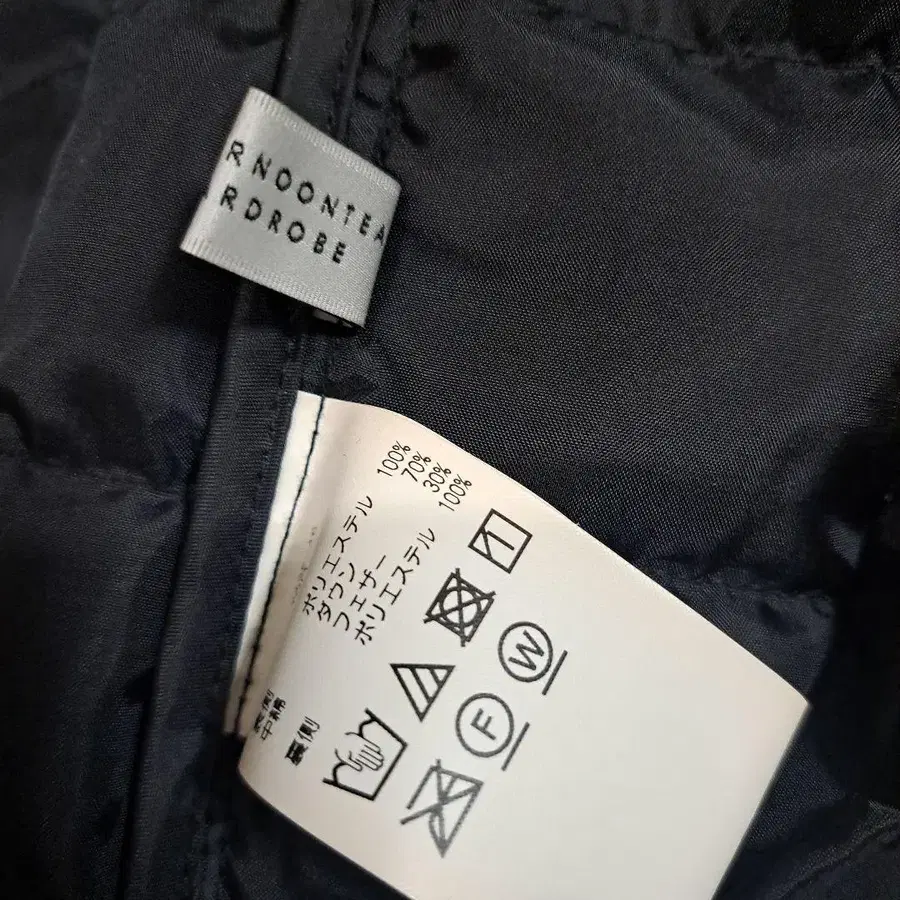 R NOONTEA
RDROBE
表側 ポリエステル 100%
中綿 ダウン 70%
フェザー 30%
裏側 ポリエステル 100%
F
W